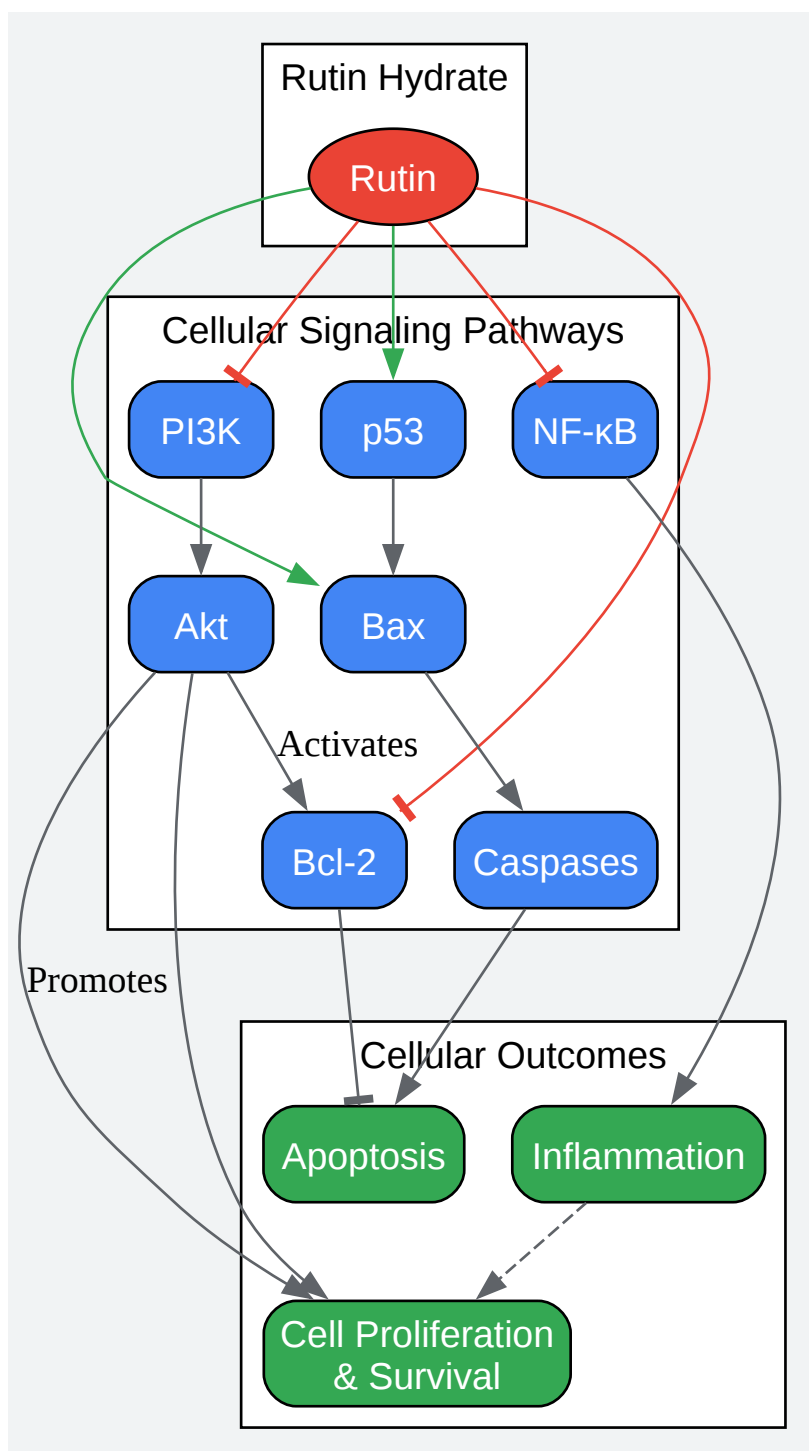 Rutin Hydrate
Rutin
Cellular Signaling Pathways
PI3K
p53
NF-κB
Akt
Bax
Activates
Bcl-2
Caspases
Promotes
Cellular Outcomes
Apoptosis
Inflammation
Cell Proliferation
& Survival